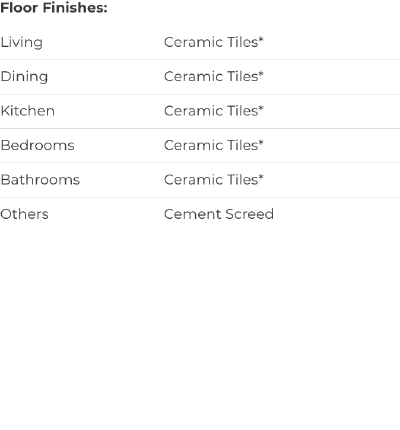 Floor Finishes:
Living Ceramic Tiles*
Dining Ceramic Tiles*
Kitchen Ceramic Tiles*
Bedrooms Ceramic Tiles*
Bathrooms Ceramic Tiles*
Others Cement Screed